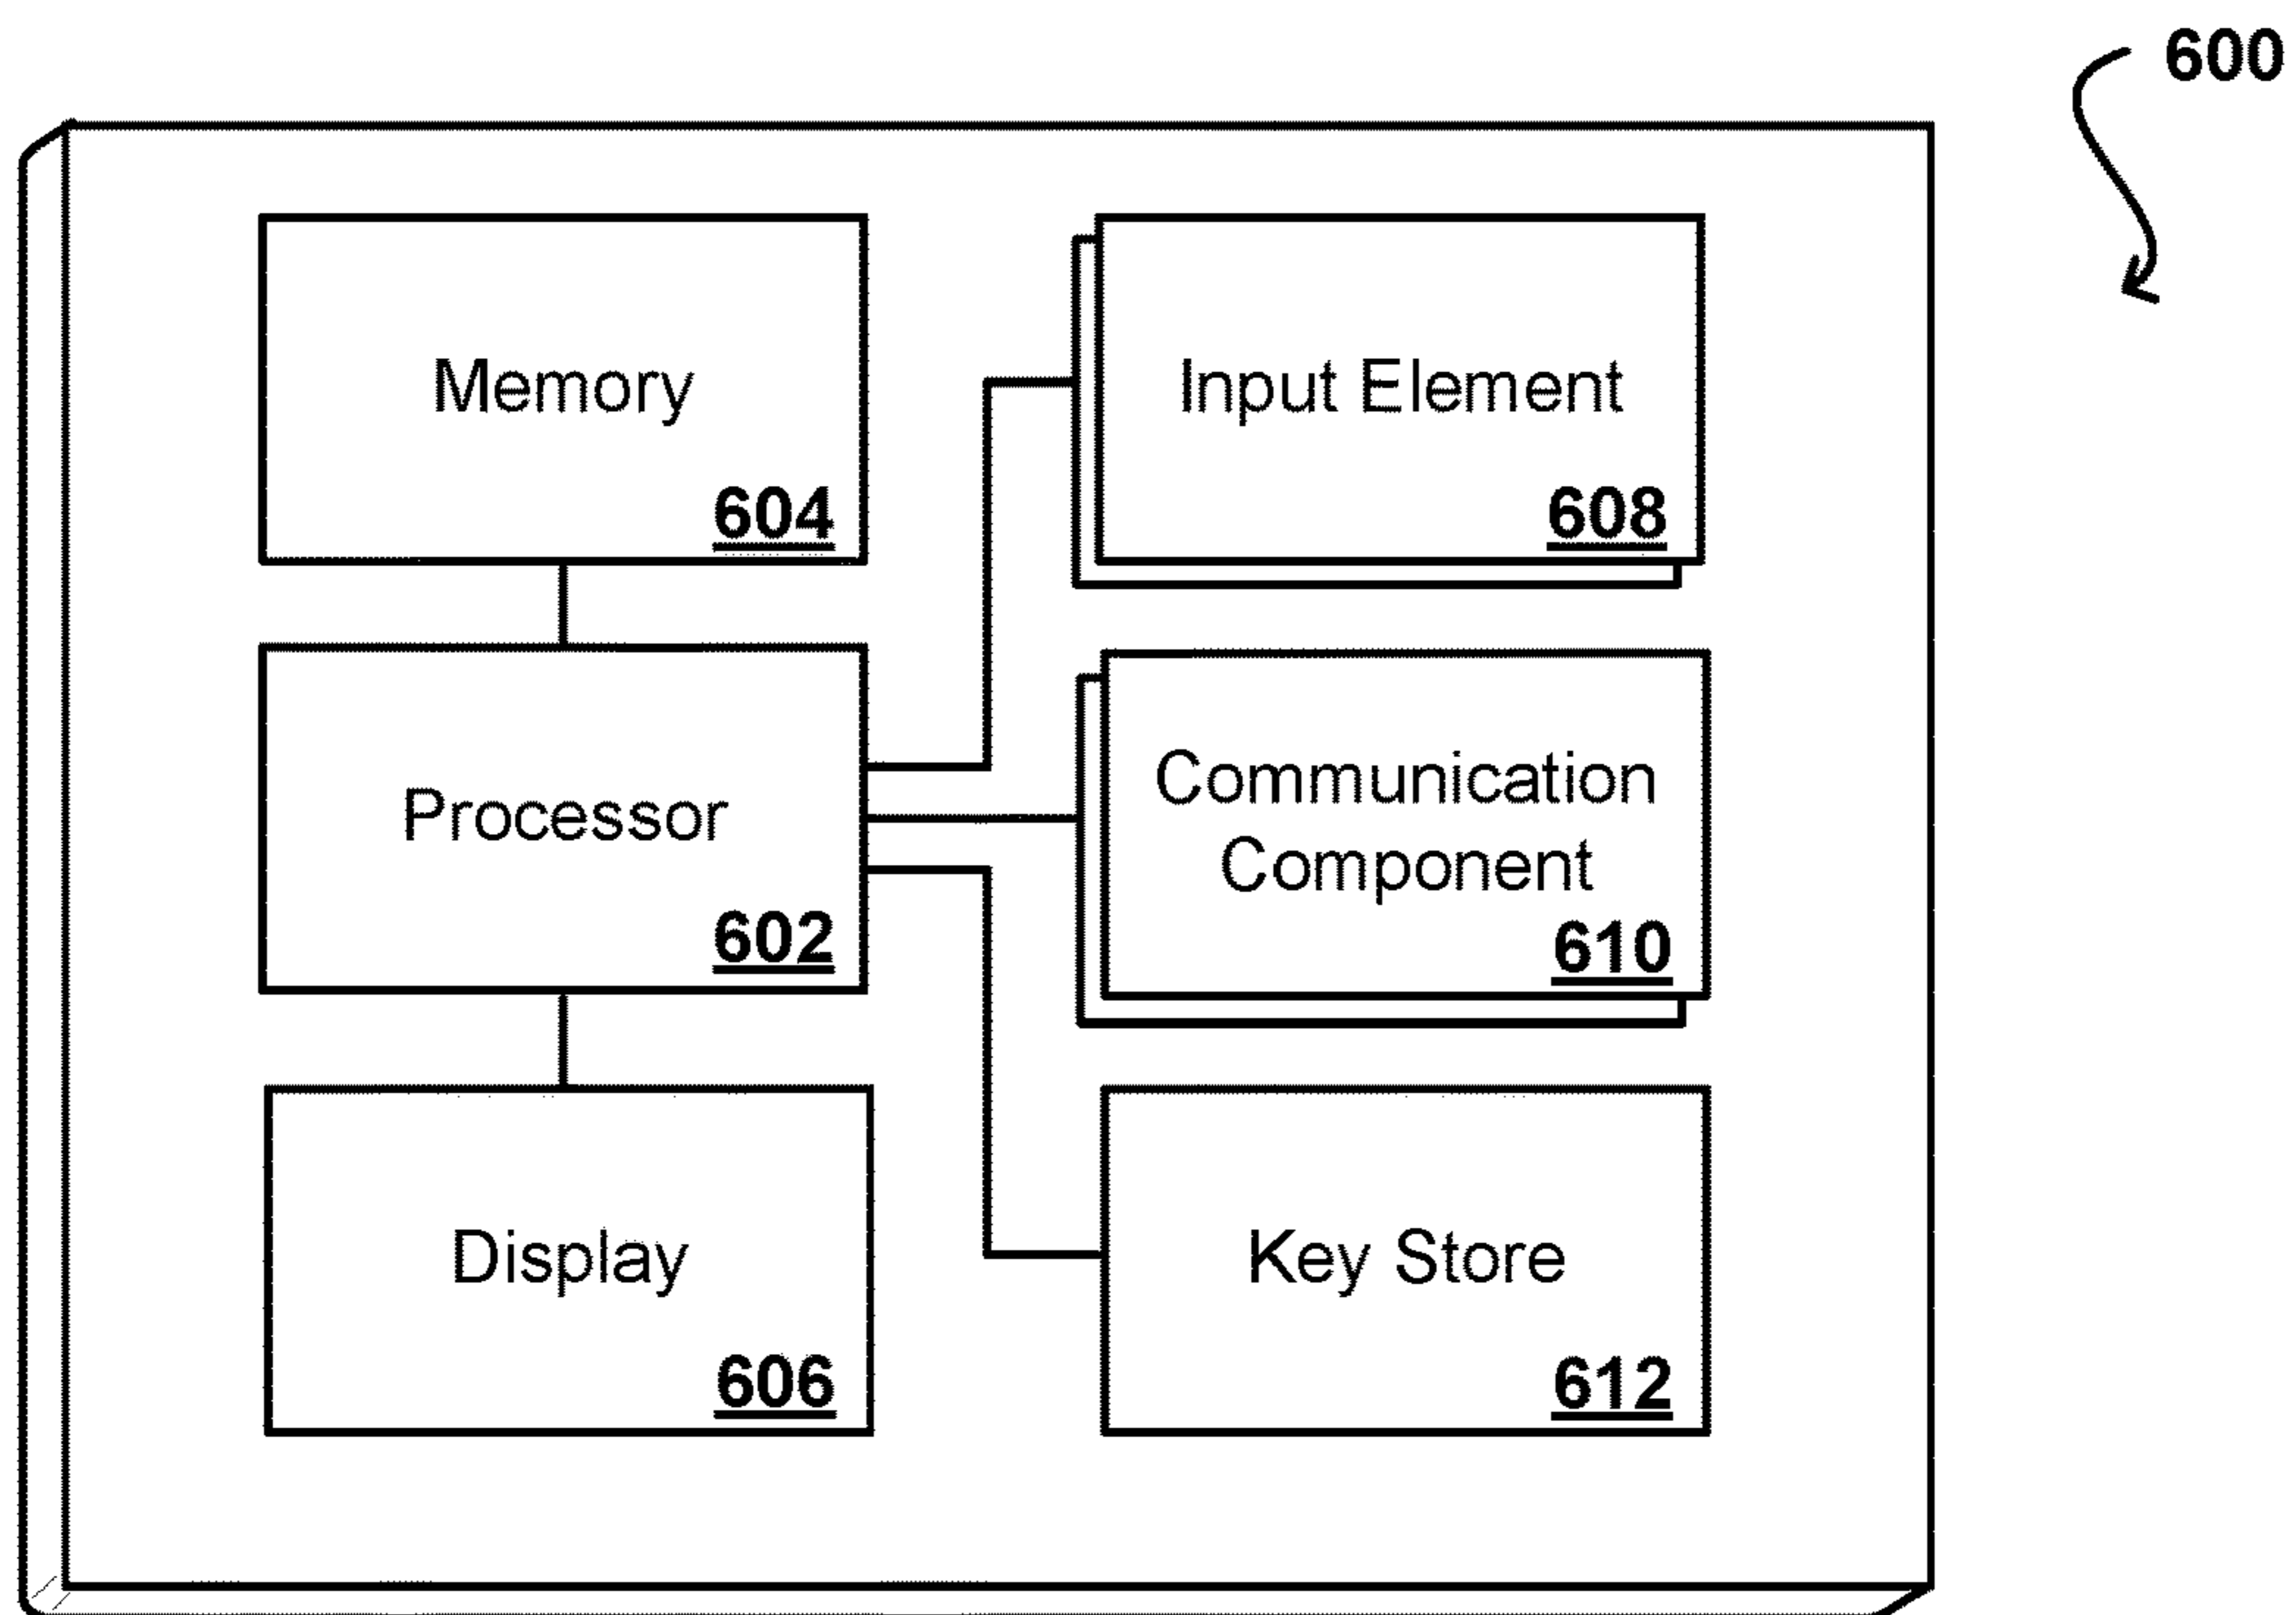 600
Memory
604
Input Element
608
Processor
602
Communication
Component
610
Display
606
Key Store
612